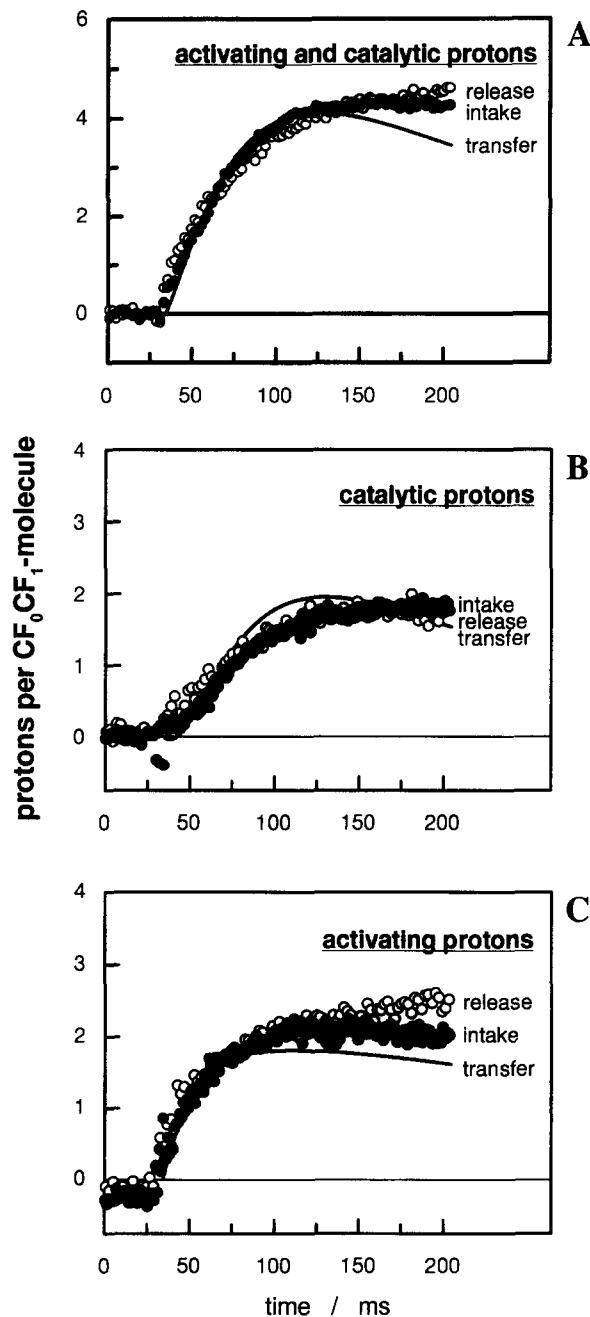 A
activating and catalytic protons
6
4
2
0
release
intake
transfer
0 50 100 150 200
B
catalytic protons
4
3
2
1
0
intake
release
transfer
0 50 100 150 200
protons per CF₀CF₁-molecule
C
activating protons
4
3
2
1
0
release
intake
transfer
0 50 100 150 200
time / ms